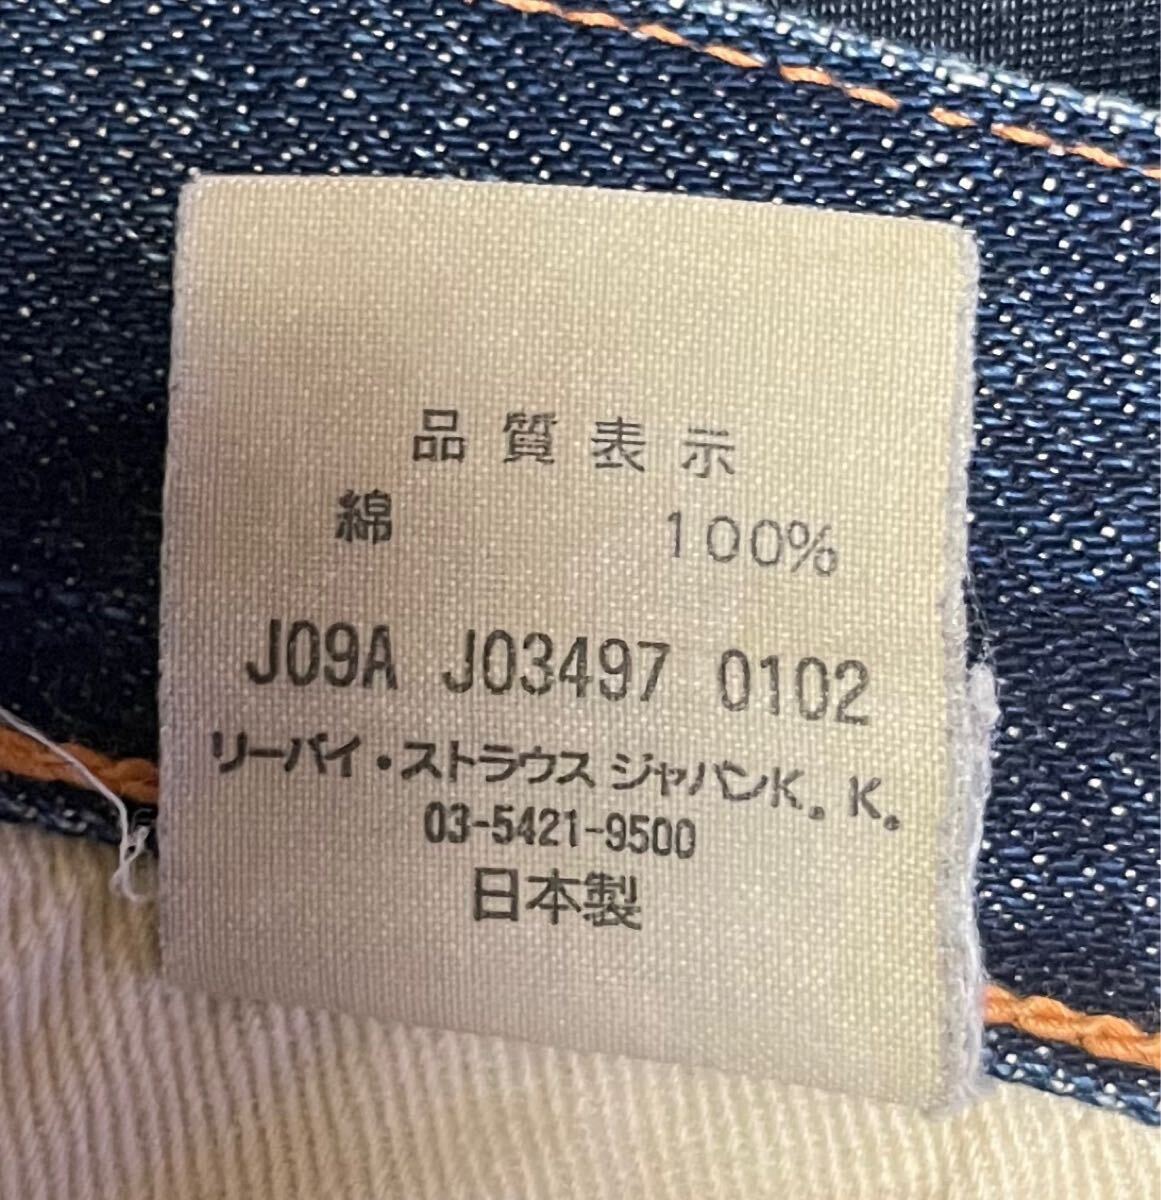 品質表示
綿 100%
J09A J03497 0102
リーバイ・ストラウス ジャパンK。K。
03-5421-9500
日本製